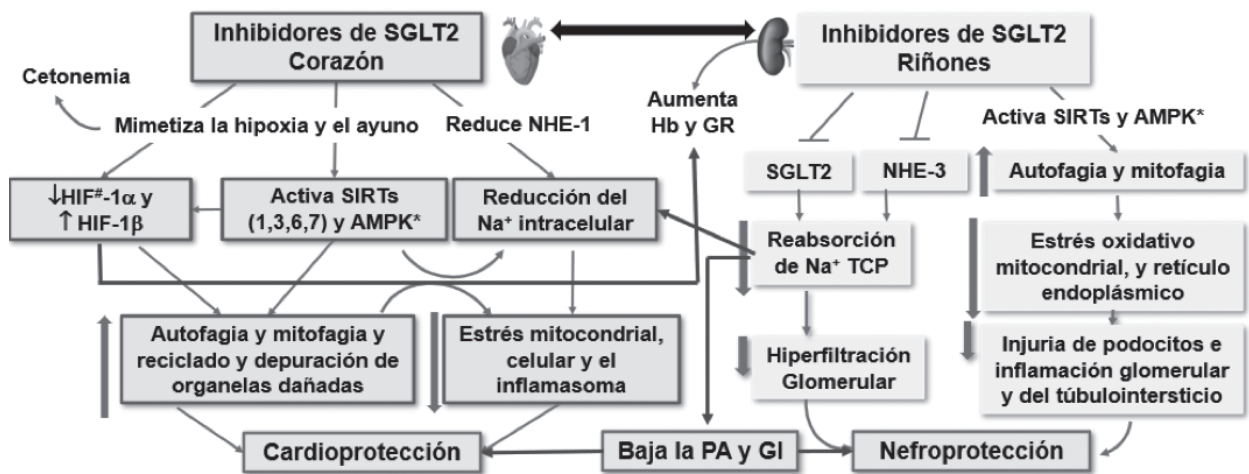 Inhibidores de SGLT2
Corazón
Inhibidores de SGLT2
Riñones
Cetonemia
Mimetiza la hipoxia y el ayuno
Reduce NHE-1
Aumenta
Hb y GR
Activa SIRTs y AMPK*
SGLT2
NHE-3
Autofagia y mitofagia
↓HIF#-1α y
↑ HIF-1β
Activa SIRTs
(1,3,6,7) y AMPK*
Reducción del
Na+ intracelular
Reabsorción
de Na+ TCP
Estrés oxidativo
mitocondrial, y retículo
endoplásmico
Autofagia y mitofagia y
reciclado y depuración de
organelas dañadas
Estrés mitocondrial,
celular y el
inflamasoma
Hiperfiltración
Glomerular
Injuria de podocitos e
inflamación glomerular
y del túbulointersticio
Cardioprotección
Baja la PA y GI
Nefroprotección